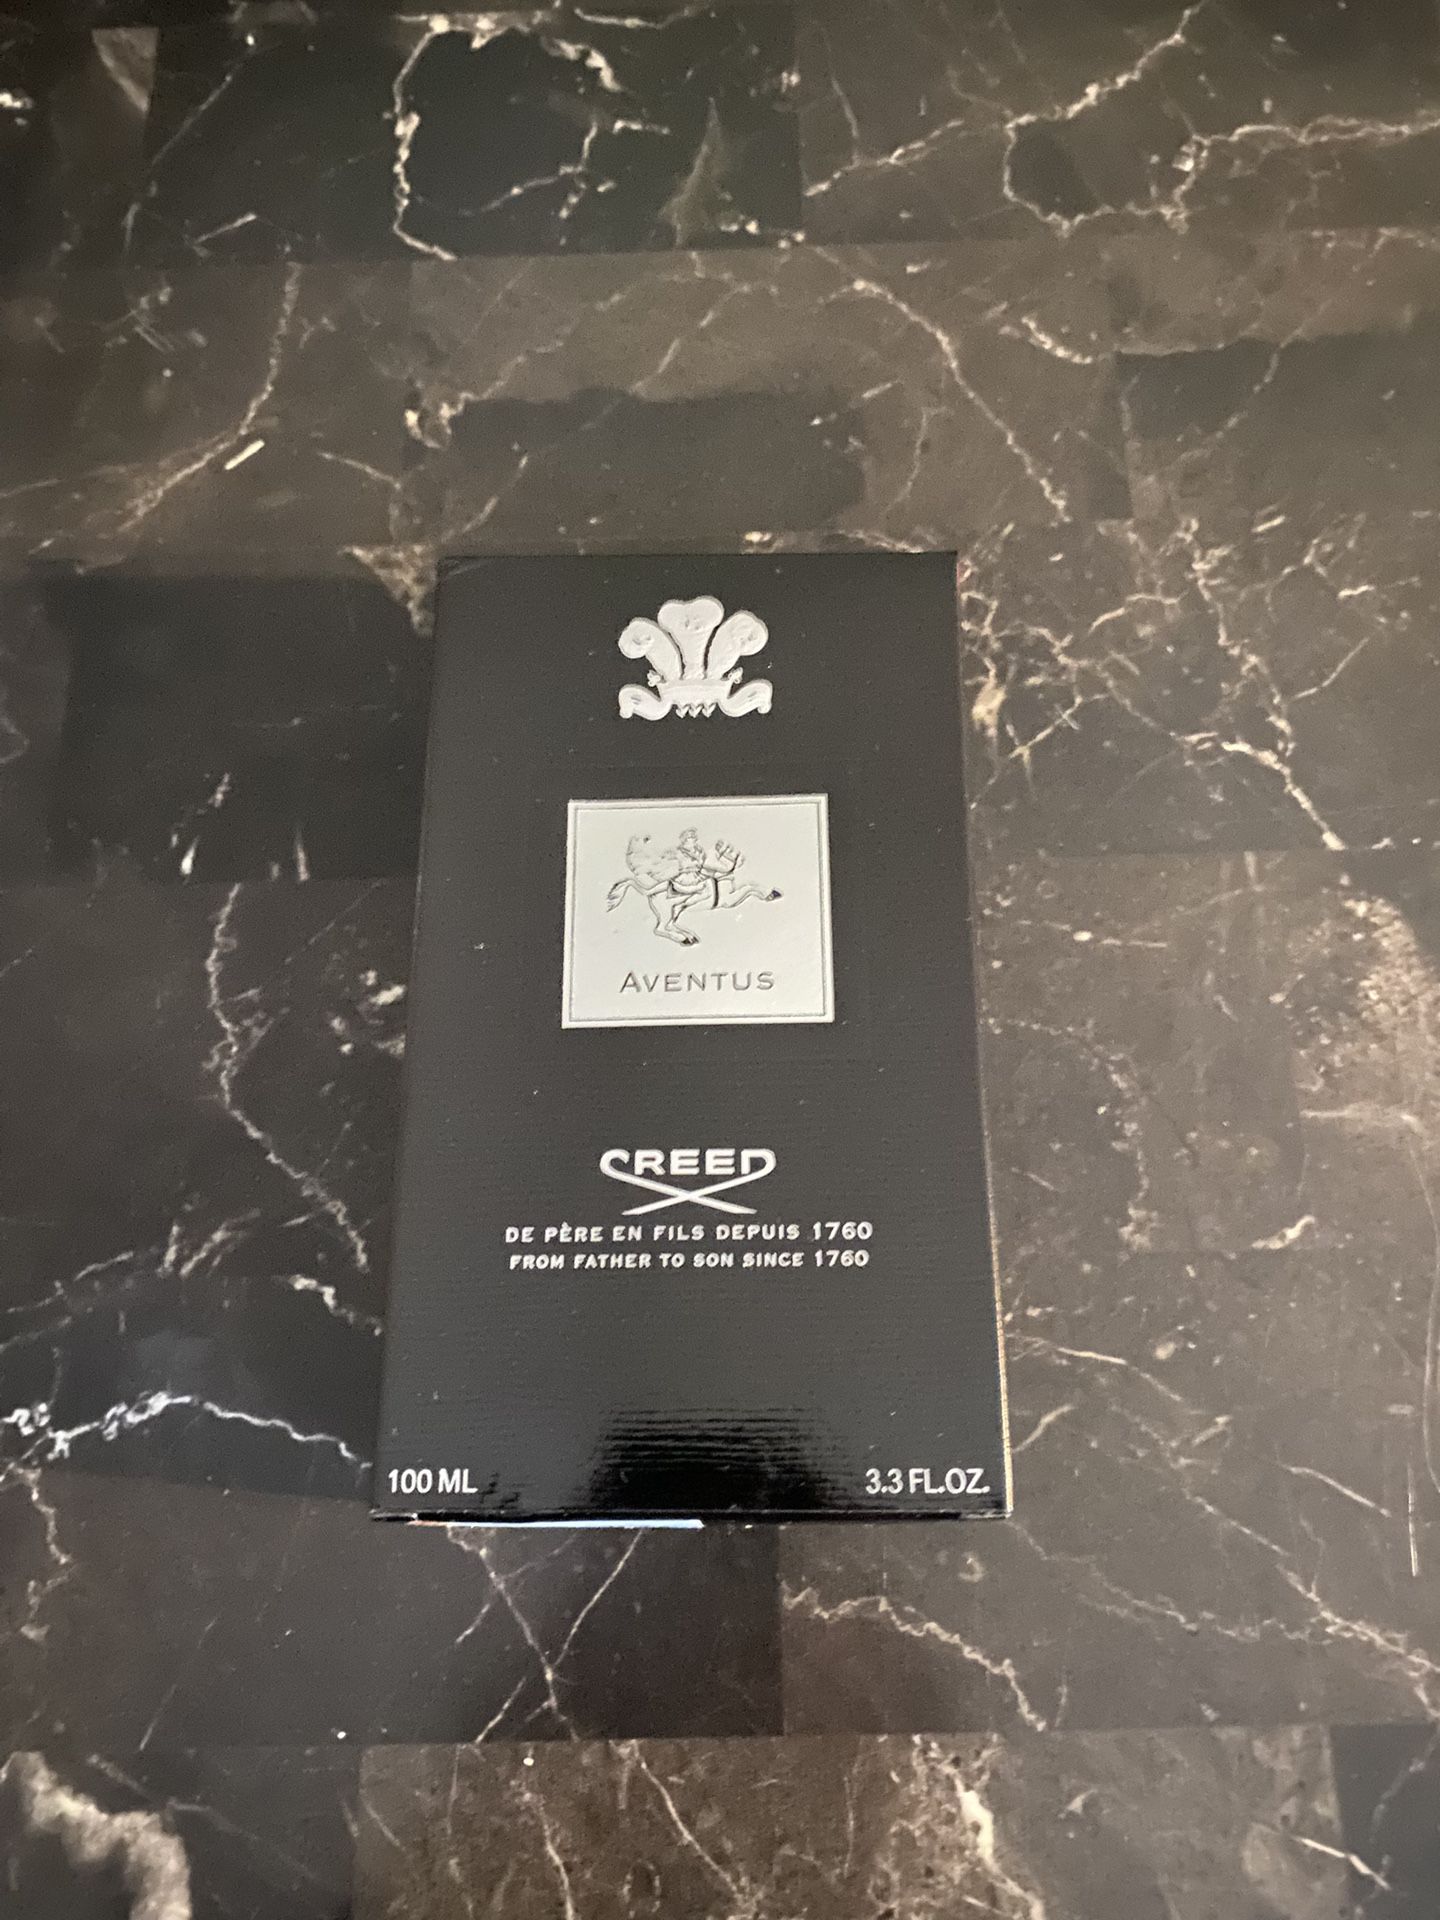 AVENTUS
CREED
DE PÈRE EN FILS DEPUIS 1760
FROM FATHER TO SON SINCE 1760
100 ML
3.3 FL.OZ.